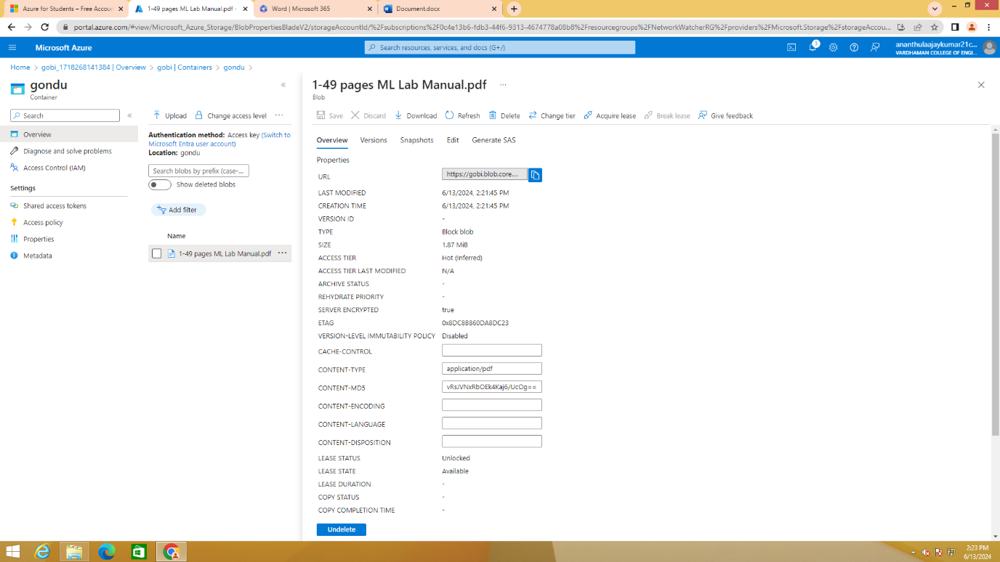 Azure for Students – Free Accou
1-49 pages ML Lab Manual.pdf -
Word | Microsoft 365
Document.docx
portal.azure.com/#view/Microsoft_Azure_Storage/BlobPropertiesBladeV2/storageAccountId/%2Fsubscriptions%2F0c4e13b6-fdb3-44f6-9313-4674778a08b8%2Fresourcegroups%2FNetworkWatcherRG%2Fproviders%2FMicrosoft.Storage%2FstorageAccou...
Microsoft Azure
Search resources, services, and docs (G+/)
3
ananthulaajaykumar21c...
VARDHAMAN COLLEGE OF ENGI...
Home > gobi_1718268141384 | Overview > gobi | Containers > gondu >
gondu
Container
Search
Overview
Diagnose and solve problems
Access Control (IAM)
Settings
Shared access tokens
Access policy
Properties
Metadata
Upload Change access level ...
Authentication method: Access key (Switch to
Microsoft Entra user account)
Location: gondu
Search blobs by prefix (case-...
Show deleted blobs
Add filter
Name
1-49 pages ML Lab Manual.pdf ...
1-49 pages ML Lab Manual.pdf ...
Blob
Save Discard Download Refresh Delete Change tier Acquire lease Break lease Give feedback
Overview Versions Snapshots Edit Generate SAS
Properties
URL https://gobi.blob.core....
LAST MODIFIED 6/13/2024, 2:21:45 PM
CREATION TIME 6/13/2024, 2:21:45 PM
VERSION ID -
TYPE Block blob
SIZE 1.87 MiB
ACCESS TIER Hot (Inferred)
ACCESS TIER LAST MODIFIED N/A
ARCHIVE STATUS -
REHYDRATE PRIORITY -
SERVER ENCRYPTED true
ETAG 0x8DC8B860DA8DC23
VERSION-LEVEL IMMUTABILITY POLICY Disabled
CACHE-CONTROL
CONTENT-TYPE application/pdf
CONTENT-MD5 vRsJVNxRbOEk4Kaj6/UcOg==
CONTENT-ENCODING
CONTENT-LANGUAGE
CONTENT-DISPOSITION
LEASE STATUS Unlocked
LEASE STATE Available
LEASE DURATION -
COPY STATUS -
COPY COMPLETION TIME -
Undelete
2:23 PM
6/13/2024